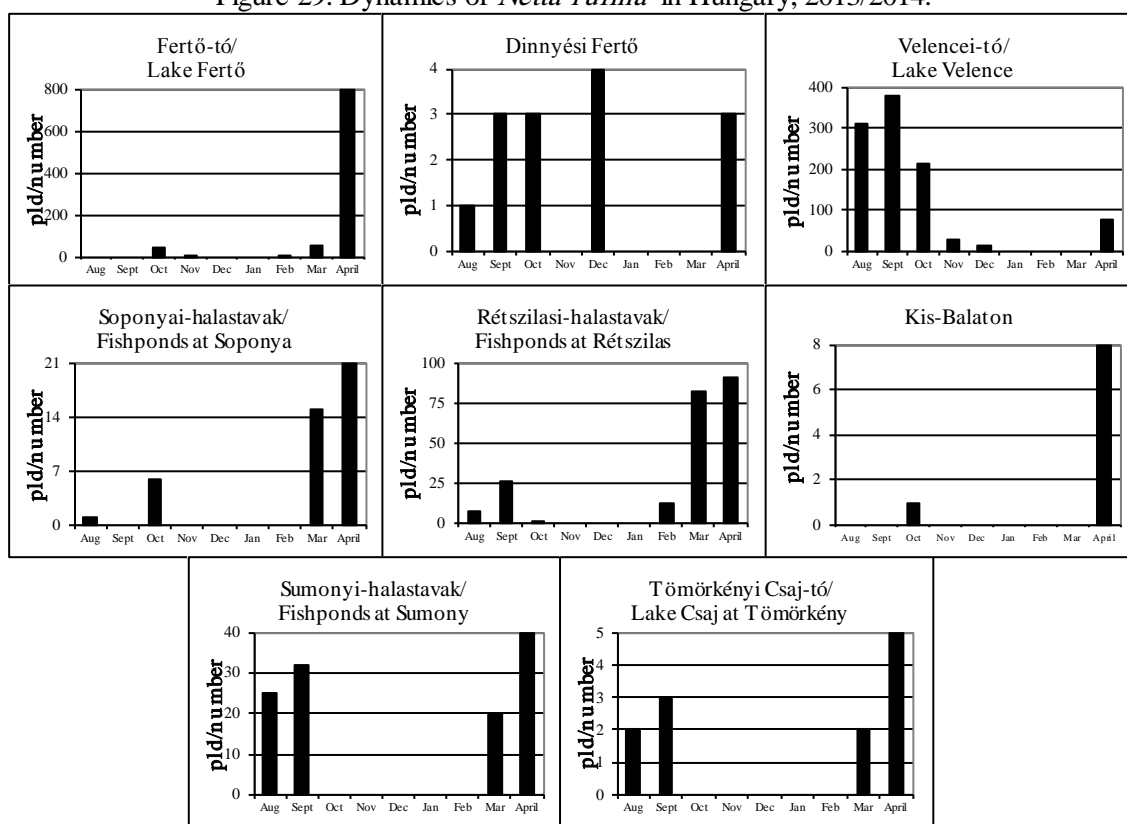 Figure 29. Dynamics of Netta rufina in Hungary, 2013/2014.
Fertő-tó/
Lake Fertő
pld/number
800
600
400
200
0
Aug Sept Oct Nov Dec Jan Feb Mar April
Dinnyési Fertő
pld/number
4
3
2
1
0
Aug Sept Oct Nov Dec Jan Feb Mar April
Velencei-tó/
Lake Velence
pld/number
400
300
200
100
0
Aug Sept Oct Nov Dec Jan Feb Mar April
Soponyai-halastavak/
Fishponds at Soponya
pld/number
21
14
7
0
Aug Sept Oct Nov Dec Jan Feb Mar April
Rétszilasi-halastavak/
Fishponds at Rétszilas
pld/number
100
75
50
25
0
Aug Sept Oct Nov Dec Jan Feb Mar April
Kis-Balaton
pld/number
8
6
4
2
0
Aug Sept Oct Nov Dec Jan Feb Mar April
Sumonyi-halastavak/
Fishponds at Sumony
pld/number
40
30
20
10
0
Aug Sept Oct Nov Dec Jan Feb Mar April
Tömörkényi Csaj-tó/
Lake Csaj at Tömörkény
pld/number
5
4
3
2
1
0
Aug Sept Oct Nov Dec Jan Feb Mar April